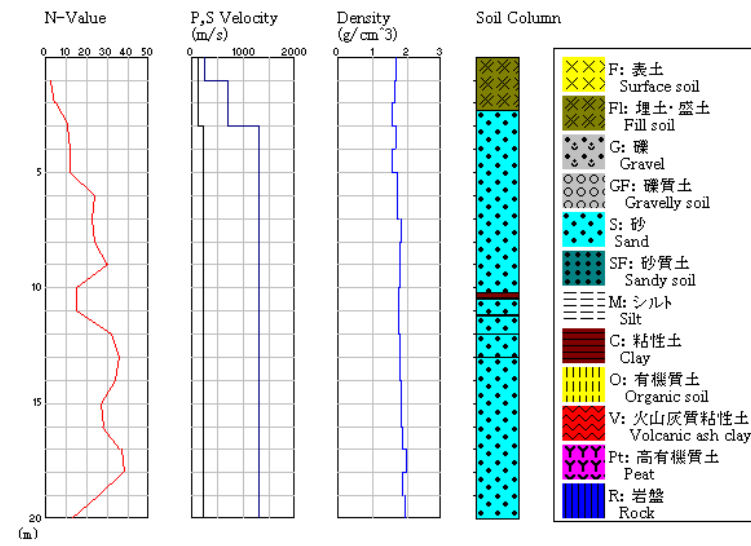 N-Value
0 10 20 30 40 50
P,S Velocity
(m/s)
0 1000 2000
Density
(g/cm^3)
0 1 2 3
Soil Column
5
10
15
20
(m)
F: 表土
Surface soil
Fl: 埋土・盛土
Fill soil
G: 礫
Gravel
GF: 礫質土
Gravelly soil
S: 砂
Sand
SF: 砂質土
Sandy soil
M: シルト
Silt
C: 粘性土
Clay
O: 有機質土
Organic soil
V: 火山灰質粘性土
Volcanic ash clay
Pt: 高有機質土
Peat
R: 岩盤
Rock